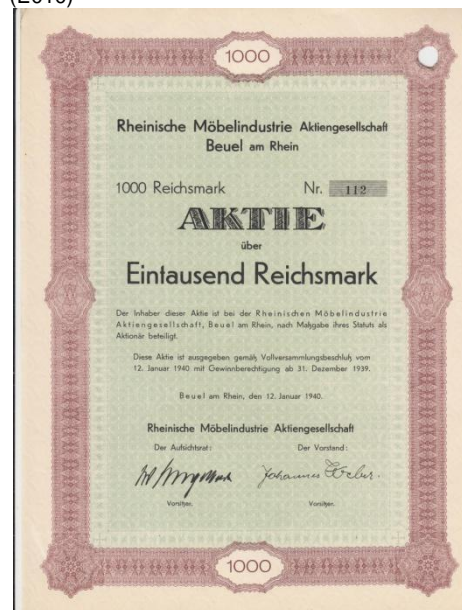 1000
Rheinische Möbelindustrie Aktiengesellschaft
Beuel am Rhein
1000 Reichsmark Nr. 112
AKTIE
über
Eintausend Reichsmark
Der Inhaber dieser Aktie ist bei der Rheinischen Möbelindustrie
Aktiengesellschaft, Beuel am Rhein, nach Maßgabe ihres Statuts als
Aktionär beteiligt.
Diese Aktie ist ausgegeben gemäß Vollversammlungsbeschluß vom
12. Januar 1940 mit Gewinnberechtigung ab 31. Dezember 1939.
Beuel am Rhein, den 12. Januar 1940.
Rheinische Möbelindustrie Aktiengesellschaft
Der Aufsichtsrat: Der Vorstand:
Johannes
Vorsitzer. Vorsitzer.
1000